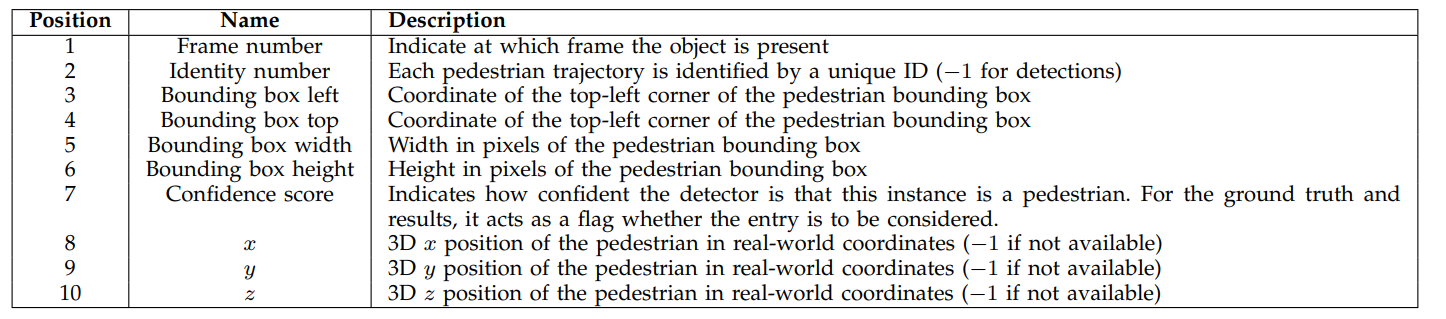 Position Name Description
1 Frame number Indicate at which frame the object is present
2 Identity number Each pedestrian trajectory is identified by a unique ID (−1 for detections)
3 Bounding box left Coordinate of the top-left corner of the pedestrian bounding box
4 Bounding box top Coordinate of the top-left corner of the pedestrian bounding box
5 Bounding box width Width in pixels of the pedestrian bounding box
6 Bounding box height Height in pixels of the pedestrian bounding box
7 Confidence score Indicates how confident the detector is that this instance is a pedestrian. For the ground truth and
results, it acts as a flag whether the entry is to be considered.
8 x 3D x position of the pedestrian in real-world coordinates (−1 if not available)
9 y 3D y position of the pedestrian in real-world coordinates (−1 if not available)
10 z 3D z position of the pedestrian in real-world coordinates (−1 if not available)